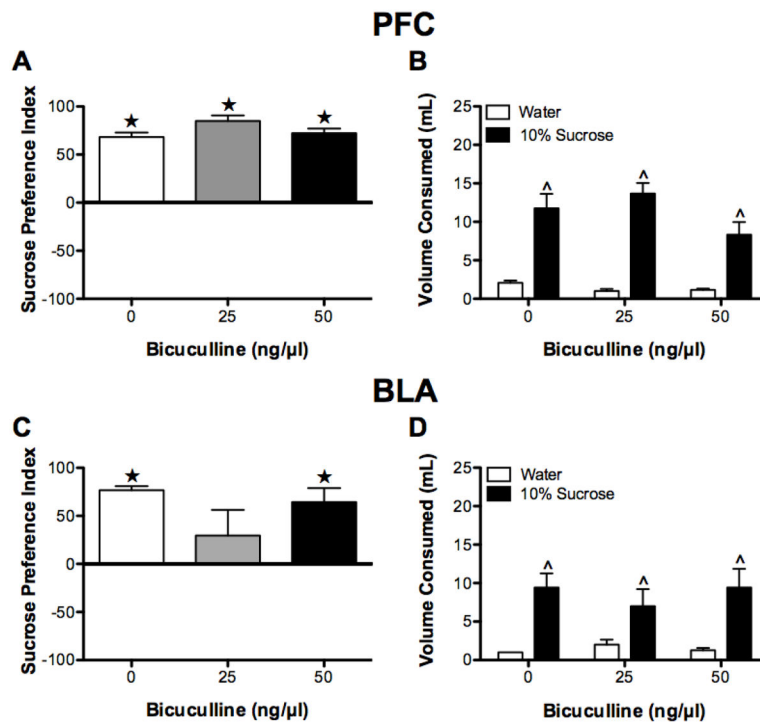 PFC
A
B
Sucrose Preference Index
100
50
0
-50
-100
★
★
★
0
25
50
Bicuculline (ng/µl)
Volume Consumed (mL)
25
20
15
10
5
0
Water
10% Sucrose
^
^
^
0
25
50
Bicuculline (ng/µl)
BLA
C
D
Sucrose Preference Index
100
50
0
-50
-100
★
★
0
25
50
Bicuculline (ng/µl)
Volume Consumed (mL)
25
20
15
10
5
0
Water
10% Sucrose
^
^
^
0
25
50
Bicuculline (ng/µl)